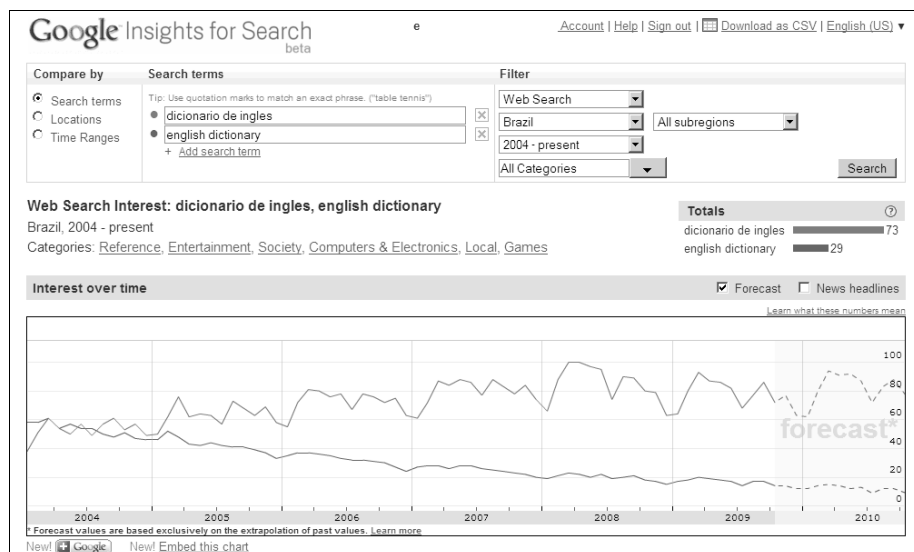 Google Insights for Search
beta
e
Account | Help | Sign out | Download as CSV | English (US) ▼
Compare by
Search terms
Locations
Time Ranges
Search terms
Tip: Use quotation marks to match an exact phrase. ("table tennis")
dicionario de ingles
english dictionary
+ Add search term
Filter
Web Search
Brazil
All subregions
2004 - present
All Categories
Search
Web Search Interest: dicionario de ingles, english dictionary
Brazil, 2004 - present
Categories: Reference, Entertainment, Society, Computers & Electronics, Local, Games
Totals ?
dicionario de ingles 73
english dictionary 29
Interest over time
Forecast
News headlines
Learn what these numbers mean
100
80
60
forecast*
40
20
0
2004 2005 2006 2007 2008 2009 2010
* Forecast values are based exclusively on the extrapolation of past values. Learn more
New! + Google
New! Embed this chart